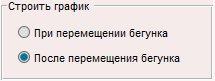 Строить график
При перемещении бегунка
После перемещения бегунка